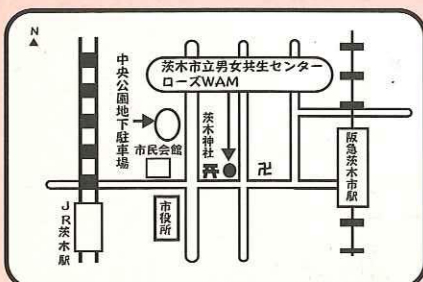 N
茨木市立男女共生センター
ローズWAM
中央公園地下駐車場
市民会館
茨木神社
卍
阪急茨木市駅
市役所
JR茨木駅